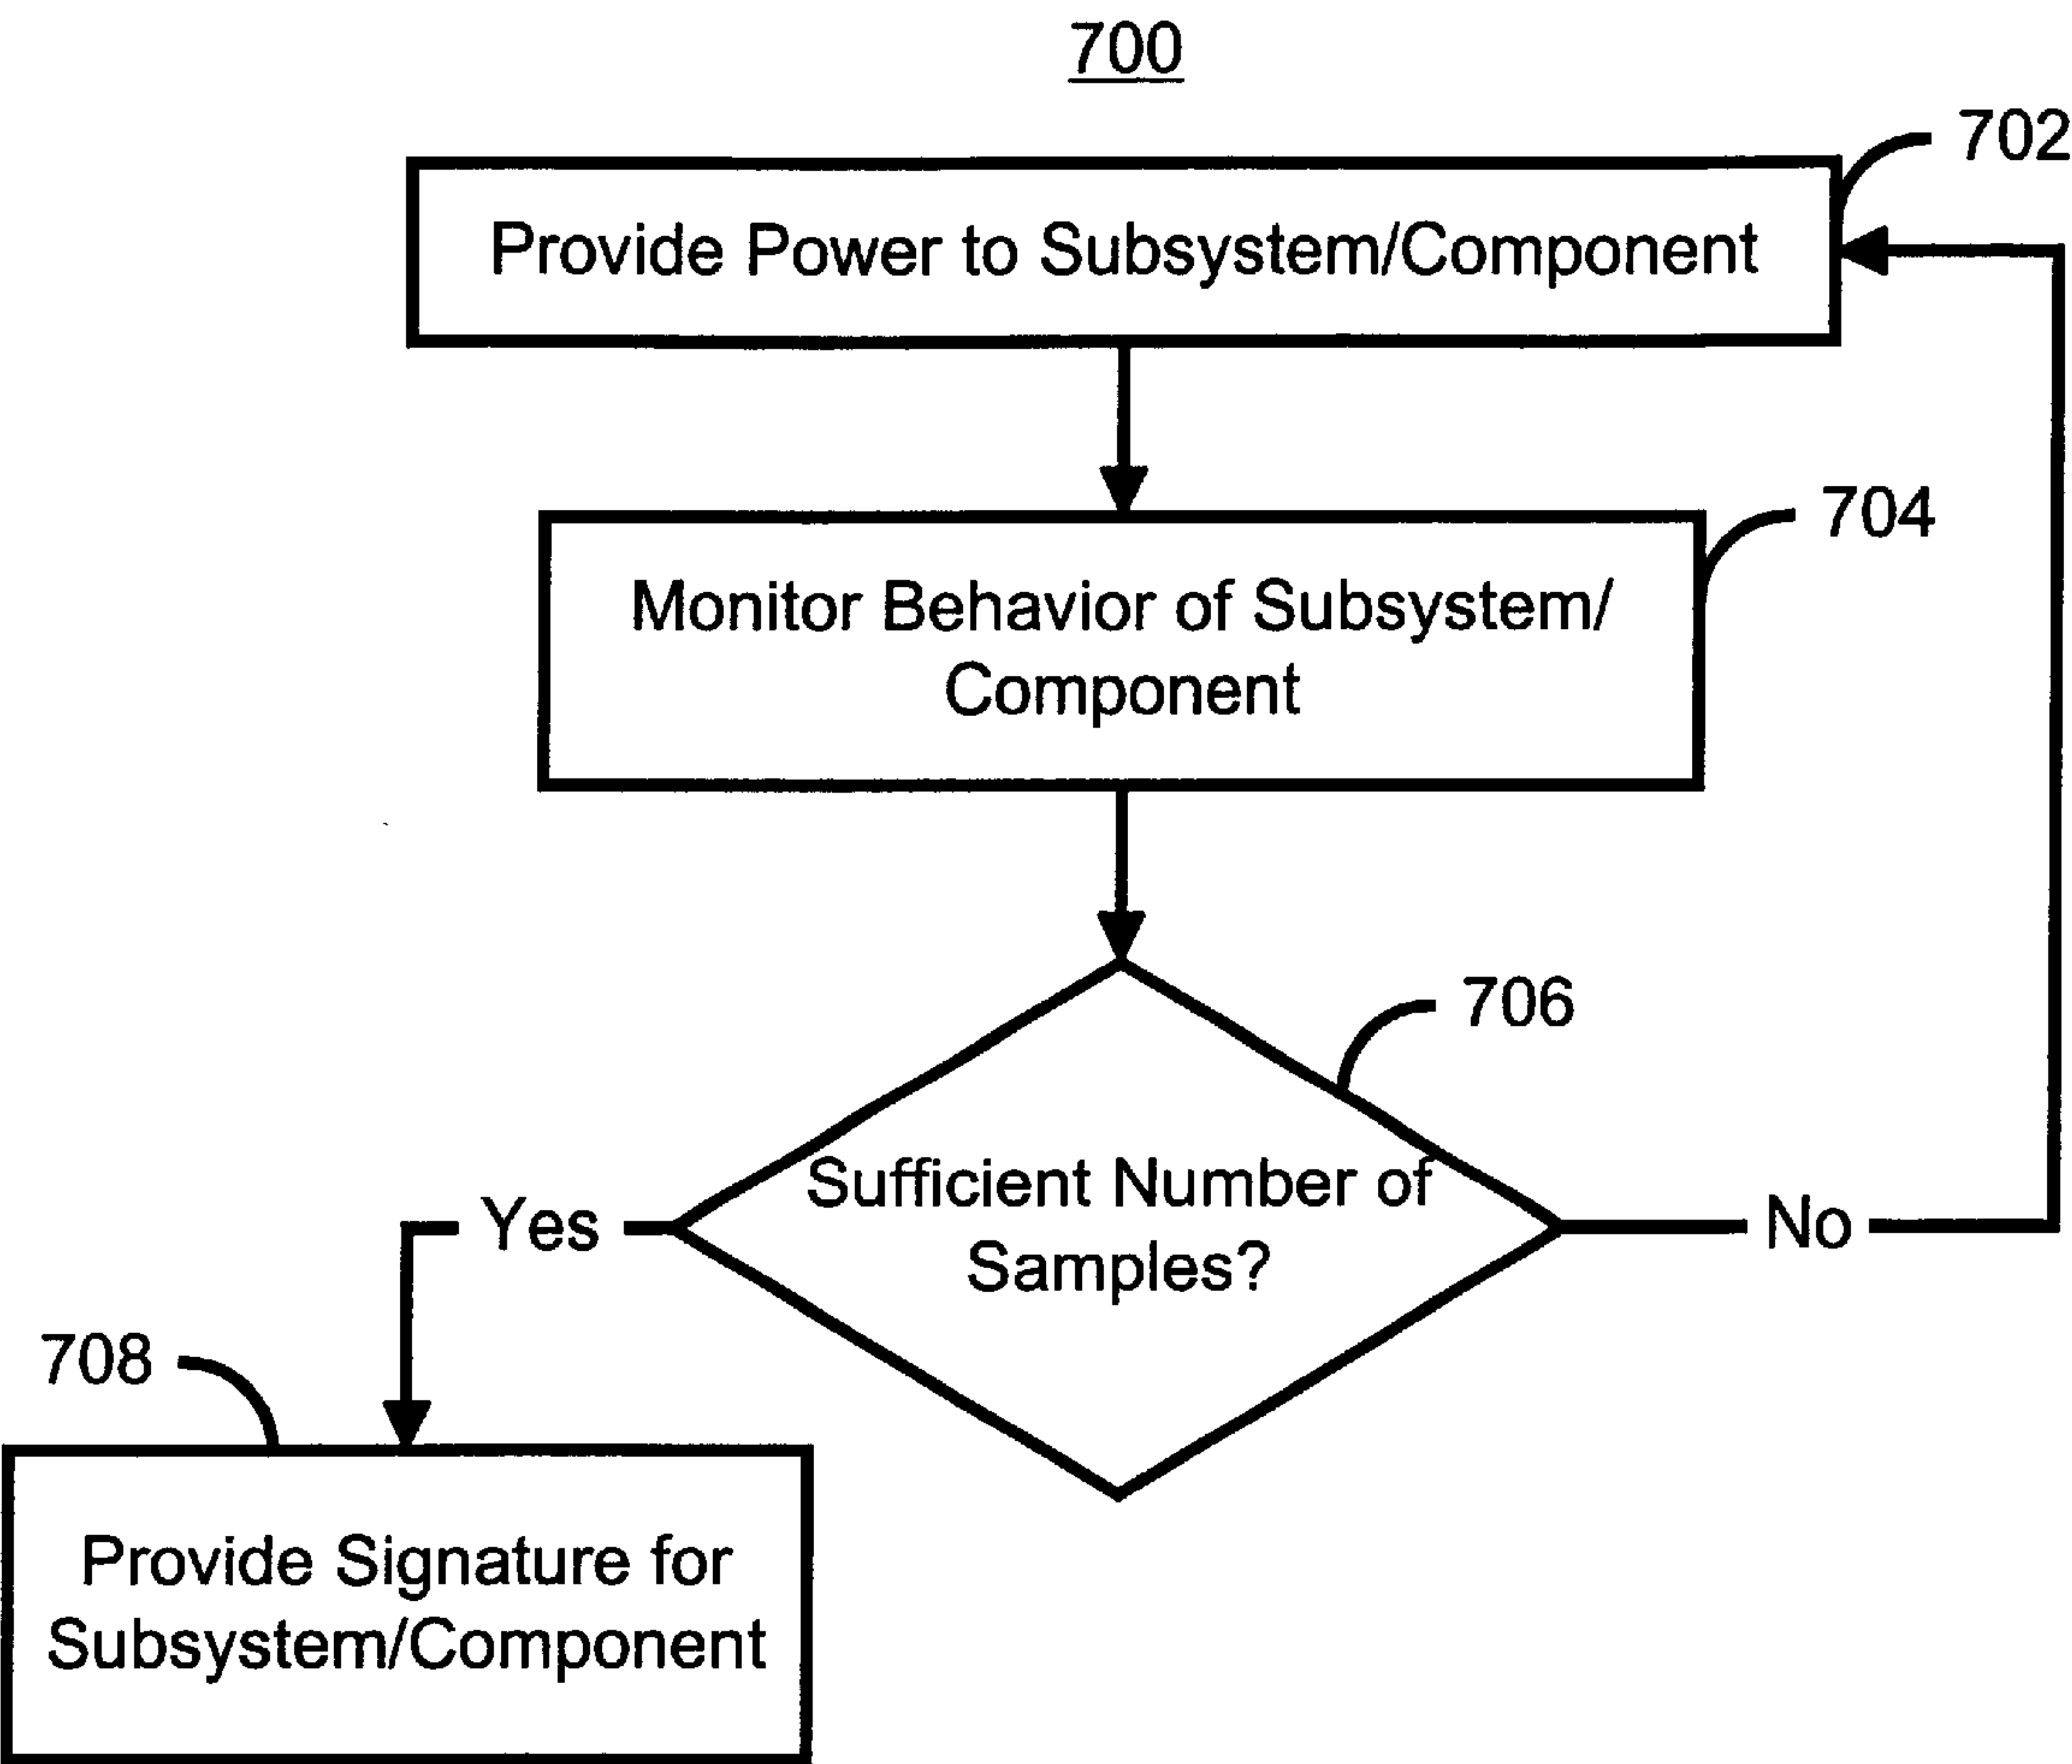 700
702
Provide Power to Subsystem/Component
704
Monitor Behavior of Subsystem/
Component
706
Sufficient Number of
Samples?
Yes
No
708
Provide Signature for
Subsystem/Component